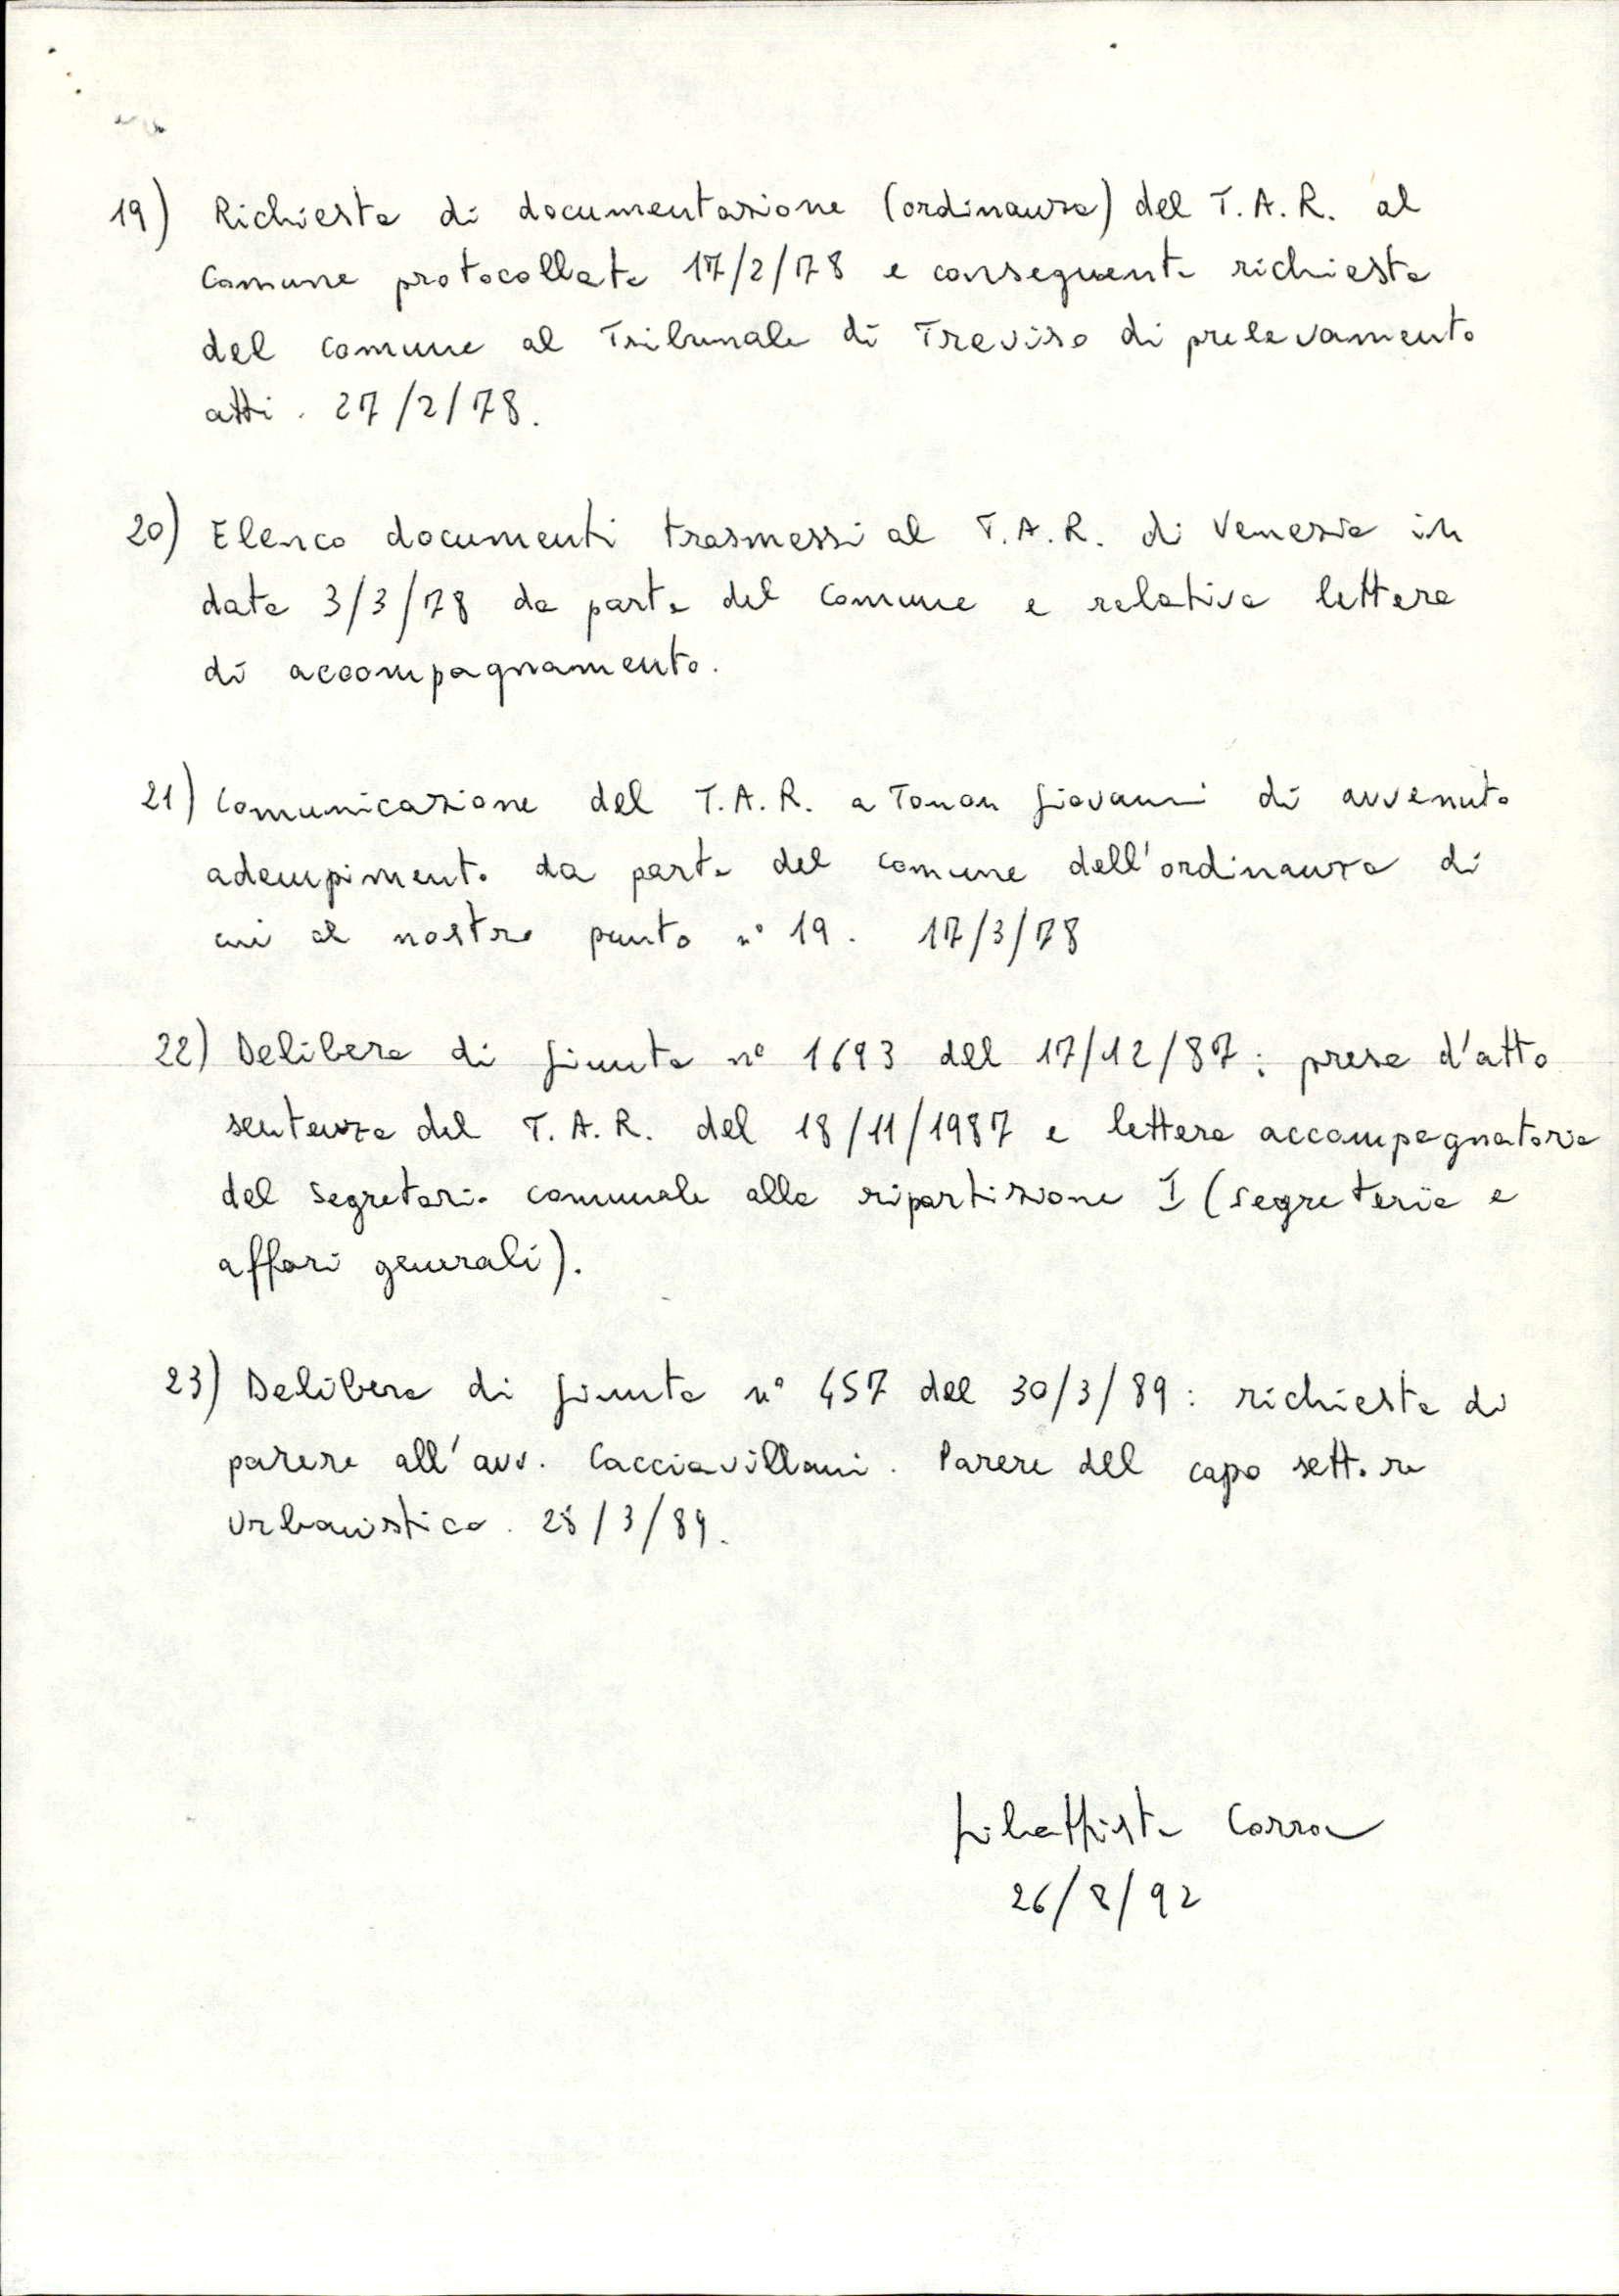 19) Richiesta di documentazione (ordinanza) del T.A.R. al
Comune protocollata 17/2/78 e conseguente richiesta
del comune al Tribunale di Treviso di prelevamento
atti. 27/2/78.
20) Elenco documenti trasmessi al T.A.R. di Venezia in
data 3/3/78 da parte del Comune e relativa lettera
di accompagnamento.
21) Comunicazione del T.A.R. a Tonon Giovanni di avvenuto
adempimento da parte del comune dell'ordinanza di
cui al nostro punto n° 19. 17/3/78
22) Delibera di Giunta n° 1693 del 17/12/87: presa d'atto
sentenza del T.A.R. del 18/11/1987 e lettera accompagnatoria
del segretario comunale alla ripartizione I (segreteria e
affari generali).
23) Delibera di Giunta n° 457 del 30/3/89: richiesta di
parere all'avv. Cacciavillani. Parere del capo settore
urbanistico. 28/3/89.
Gibattista Corra
26/8/92